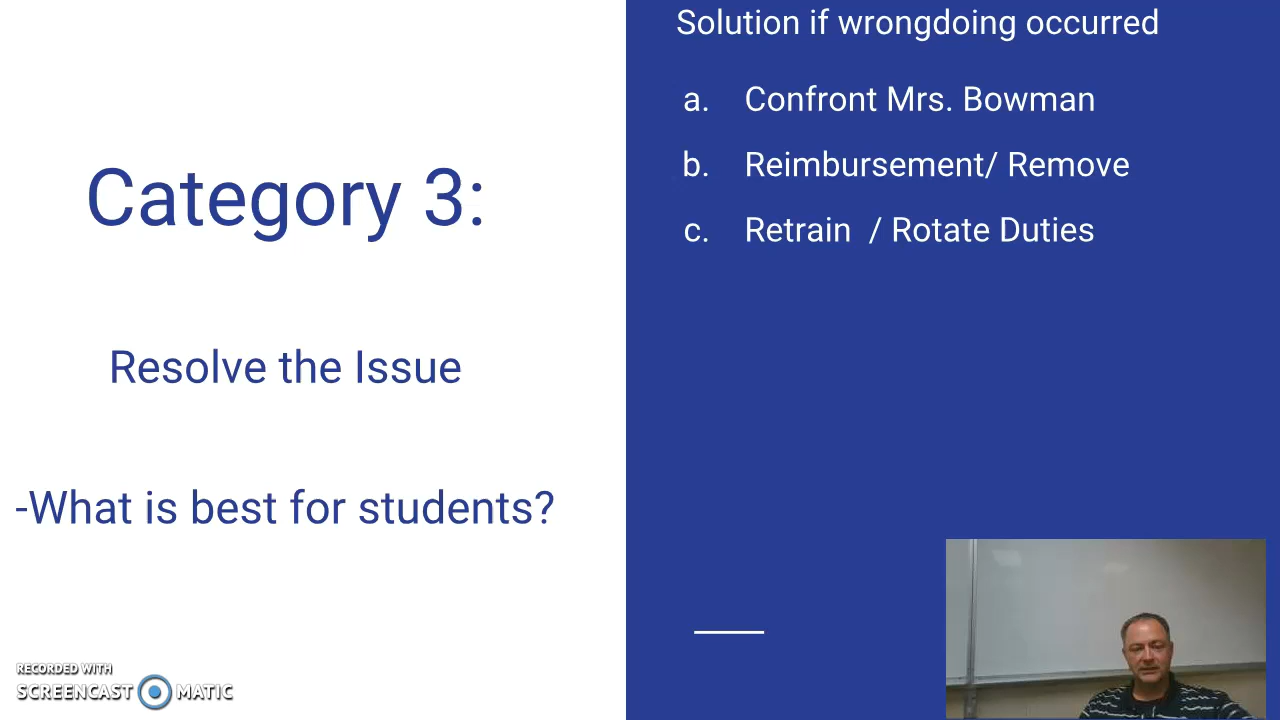 Category 3:
Resolve the Issue
-What is best for students?
Solution if wrongdoing occurred
a. Confront Mrs. Bowman
b. Reimbursement/ Remove
c. Retrain / Rotate Duties
RECORDED WITH
SCREENCAST MATIC